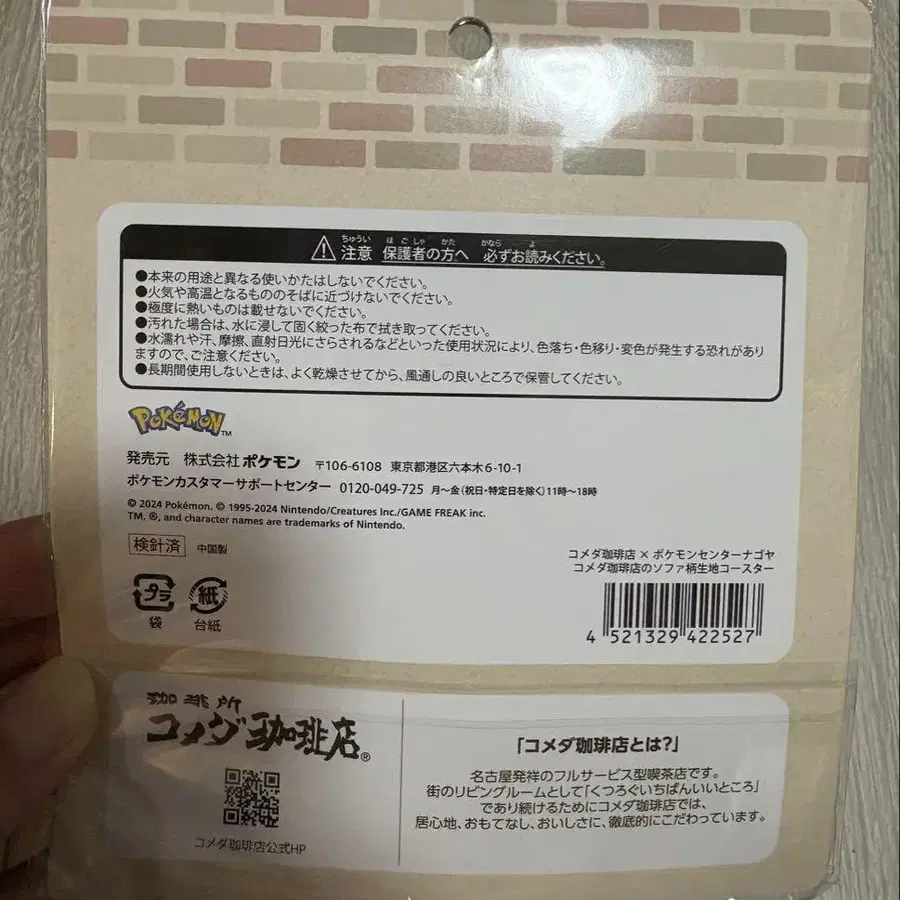 ちゅうい ほごしゃ かた かなら よ
注意 保護者の方へ 必ずお読みください。
●本来の用途と異なる使いかたはしないでください。
●火気や高温となるもののそばに近づけないでください。
●極度に熱いものは載せないでください。
●汚れた場合は、水に浸して固く絞った布で拭き取ってください。
●水濡れや汗、摩擦、直射日光にさらされるなどといった使用状況により、色落ち・色移り・変色が発生する恐れがあり
ますので、ご注意ください。
●長期間使用しないときは、よく乾燥させてから、風通しの良いところで保管してください。
POKéMON™
発売元 株式会社ポケモン 〒106-6108 東京都港区六本木6-10-1
ポケモンカスタマーサポートセンター 0120-049-725 月～金(祝日・特定日を除く)11時～18時
© 2024 Pokémon. © 1995-2024 Nintendo/Creatures Inc./GAME FREAK inc.
TM, ®, and character names are trademarks of Nintendo.
検針済 中国製
コメダ珈琲店 × ポケモンセンターナゴヤ
コメダ珈琲店のソファ柄生地コースター
プラ 紙
袋 台紙
4 521329 422527
珈琲所
コメダ珈琲店®
コメダ珈琲店公式HP
「コメダ珈琲店とは?」
名古屋発祥のフルサービス型喫茶店です。
街のリビングルームとして「くつろぐいちばんいいところ」
であり続けるためにコメダ珈琲店では、
居心地、おもてなし、おいしさに、徹底的にこだわっています。